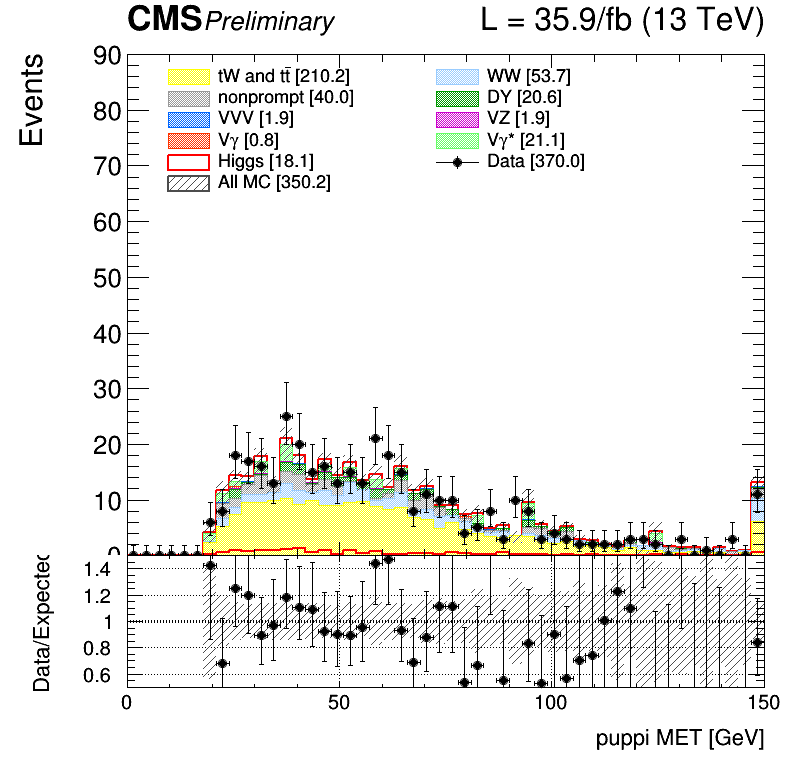 CMS Preliminary L = 35.9/fb (13 TeV)
Events
90
80
70
60
50
40
30
20
10
0
tW and tt̄ [210.2]
nonprompt [40.0]
VVV [1.9]
Vγ [0.8]
Higgs [18.1]
All MC [350.2]
WW [53.7]
DY [20.6]
VZ [1.9]
Vγ* [21.1]
Data [370.0]
Data/Expected
1.4
1.2
1
0.8
0.6
0 50 100 150
puppi MET [GeV]